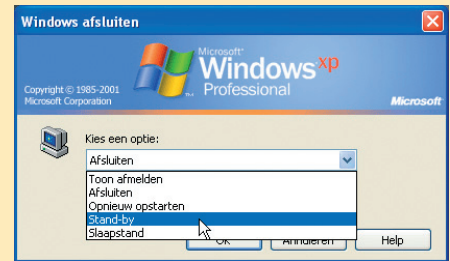 Windows afsluiten
Microsoft®
Windows xp
Professional
Copyright © 1985-2001
Microsoft Corporation
Microsoft
Kies een optie:
Afsluiten
Toon afmelden
Afsluiten
Opnieuw opstarten
Stand-by
Slaapstand
OK
Annuleren
Help